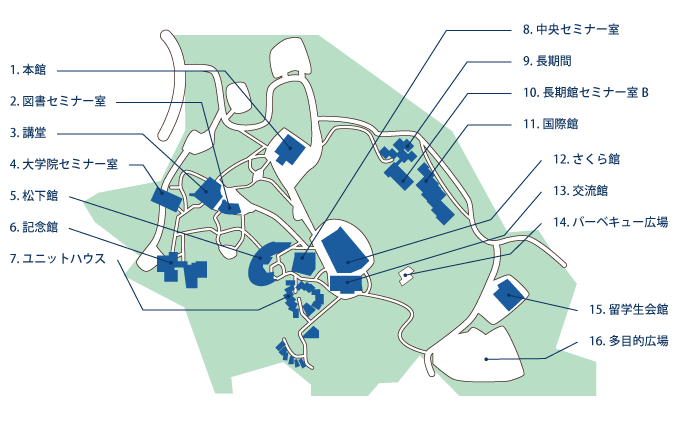 1. 本館
2. 図書セミナー室
3. 講堂
4. 大学院セミナー室
5. 松下館
6. 記念館
7. ユニットハウス
8. 中央セミナー室
9. 長期間
10. 長期館セミナー室 B
11. 国際館
12. さくら館
13. 交流館
14. バーベキュー広場
15. 留学生会館
16. 多目的広場